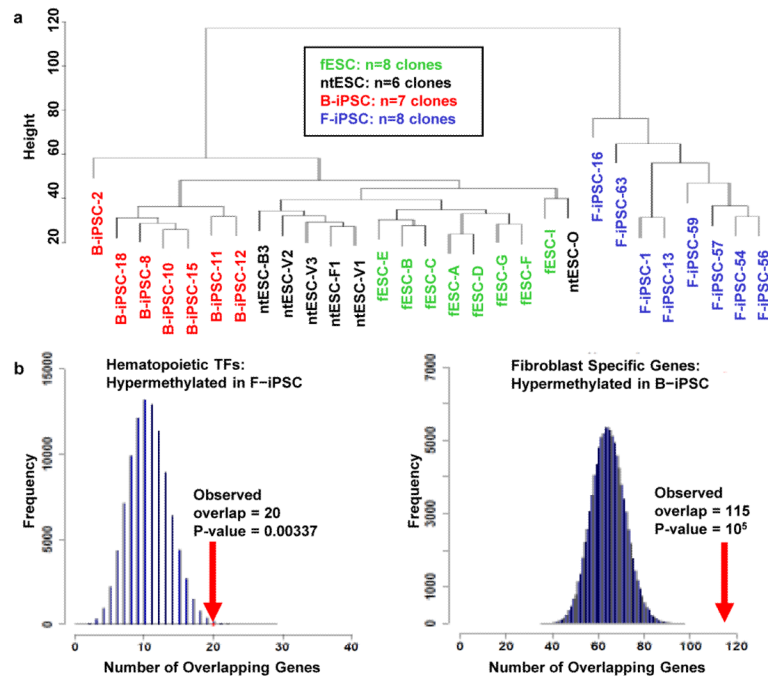 a
120
100
80
60
40
20
Height
fESC: n=8 clones
ntESC: n=6 clones
B-iPSC: n=7 clones
F-iPSC: n=8 clones
B-iPSC-2
B-iPSC-18
B-iPSC-8
B-iPSC-10
B-iPSC-15
B-iPSC-11
B-iPSC-12
ntESC-B3
ntESC-V2
ntESC-V3
ntESC-F1
ntESC-V1
fESC-E
fESC-B
fESC-C
fESC-A
fESC-D
fESC-G
fESC-F
fESC-I
ntESC-O
F-iPSC-16
F-iPSC-63
F-iPSC-1
F-iPSC-13
F-iPSC-59
F-iPSC-57
F-iPSC-54
F-iPSC-56
b
Hematopoietic TFs:
Hypermethylated in F−iPSC
15000
10000
5000
0
Frequency
Observed
overlap = 20
P-value = 0.00337
0 10 20 30 40
Number of Overlapping Genes
Fibroblast Specific Genes:
Hypermethylated in B−iPSC
7000
5000
3000
1000
0
Frequency
Observed
overlap = 115
P-value = 10⁵
0 20 40 60 80 100 120
Number of Overlapping Genes